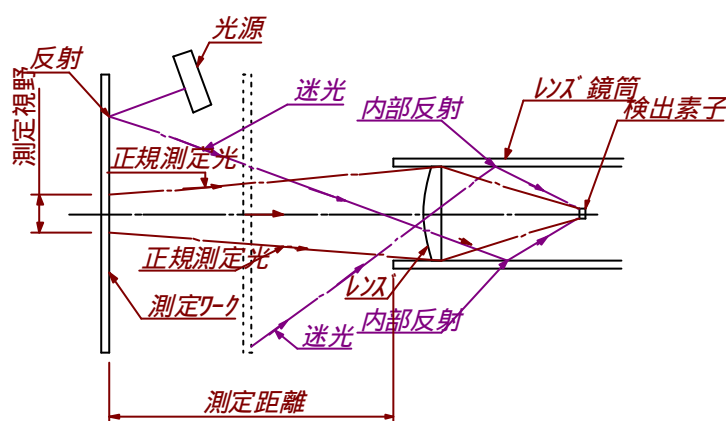 光源
反射
迷光
内部反射
レンズ鏡筒
検出素子
測定視野
正規測定光
正規測定光
レンズ
測定ワーク
迷光
内部反射
測定距離